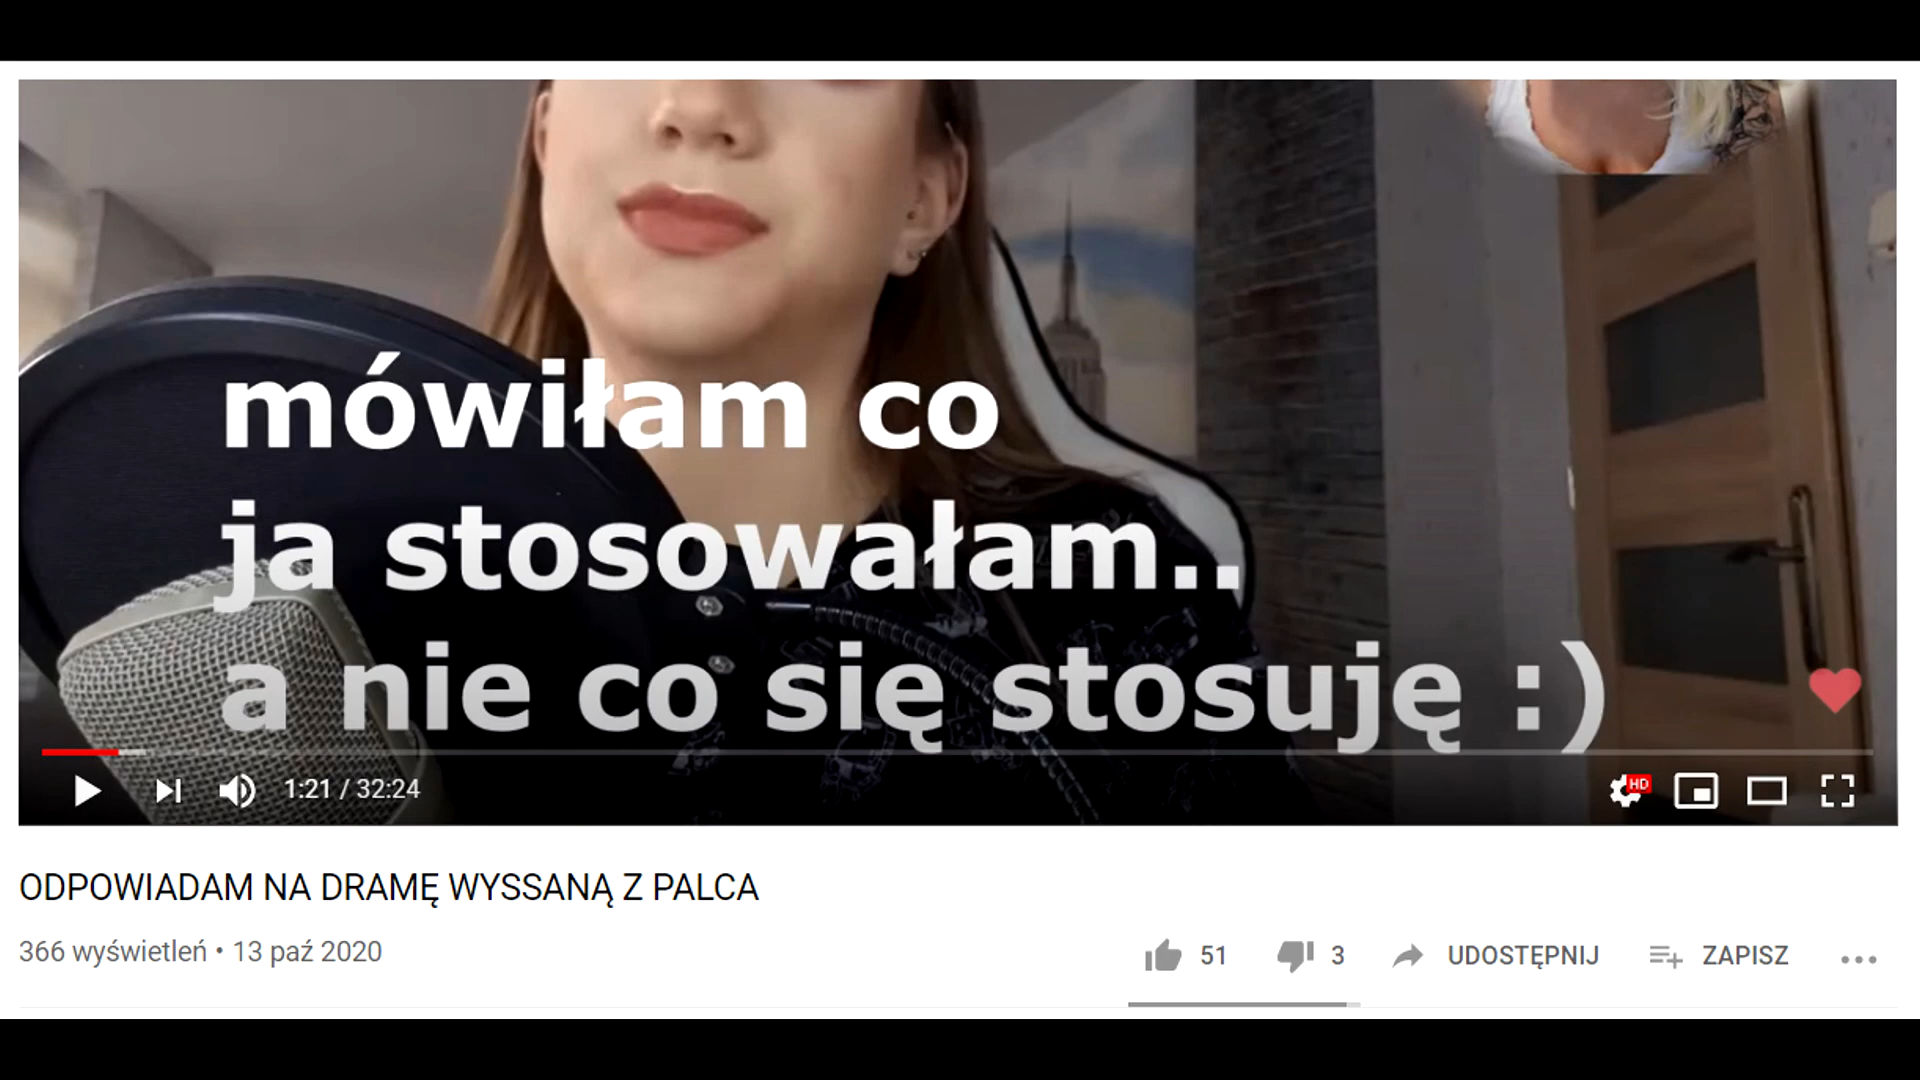 mówiłam co
ja stosowałam..
a nie co się stosuję :)
1:21 / 32:24
HD
ODPOWIADAM NA DRAMĘ WYSSANĄ Z PALCA
366 wyświetleń • 13 paź 2020
51 3 UDOSTĘPNIJ ZAPISZ